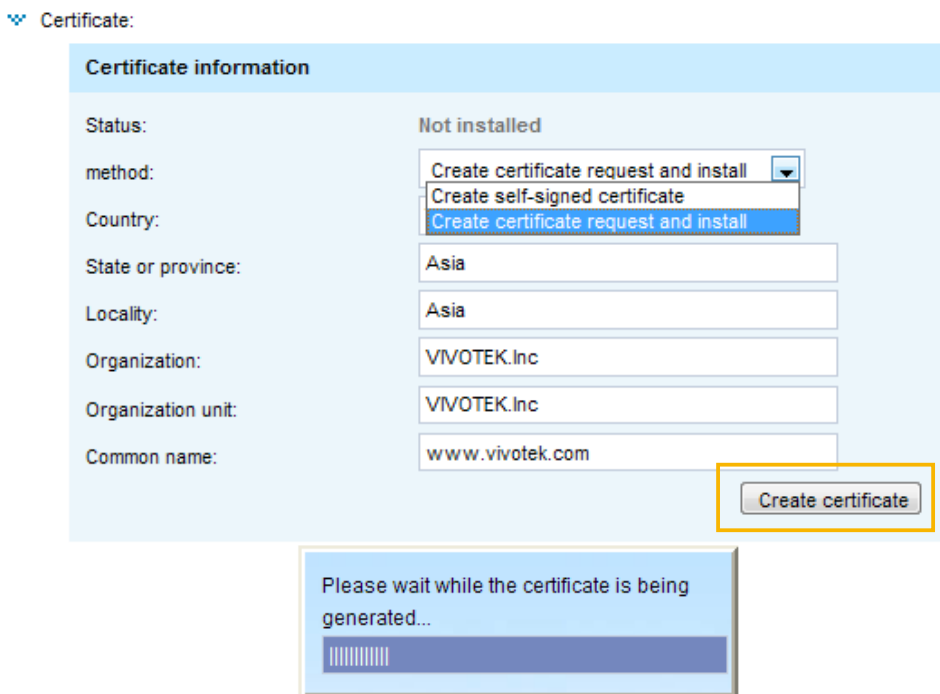 Certificate:
Certificate information
Status: Not installed
method: Create certificate request and install
Create self-signed certificate
Country: Create certificate request and install
State or province: Asia
Locality: Asia
Organization: VIVOTEK.Inc
Organization unit: VIVOTEK.Inc
Common name: www.vivotek.com
Create certificate
Please wait while the certificate is being
generated...